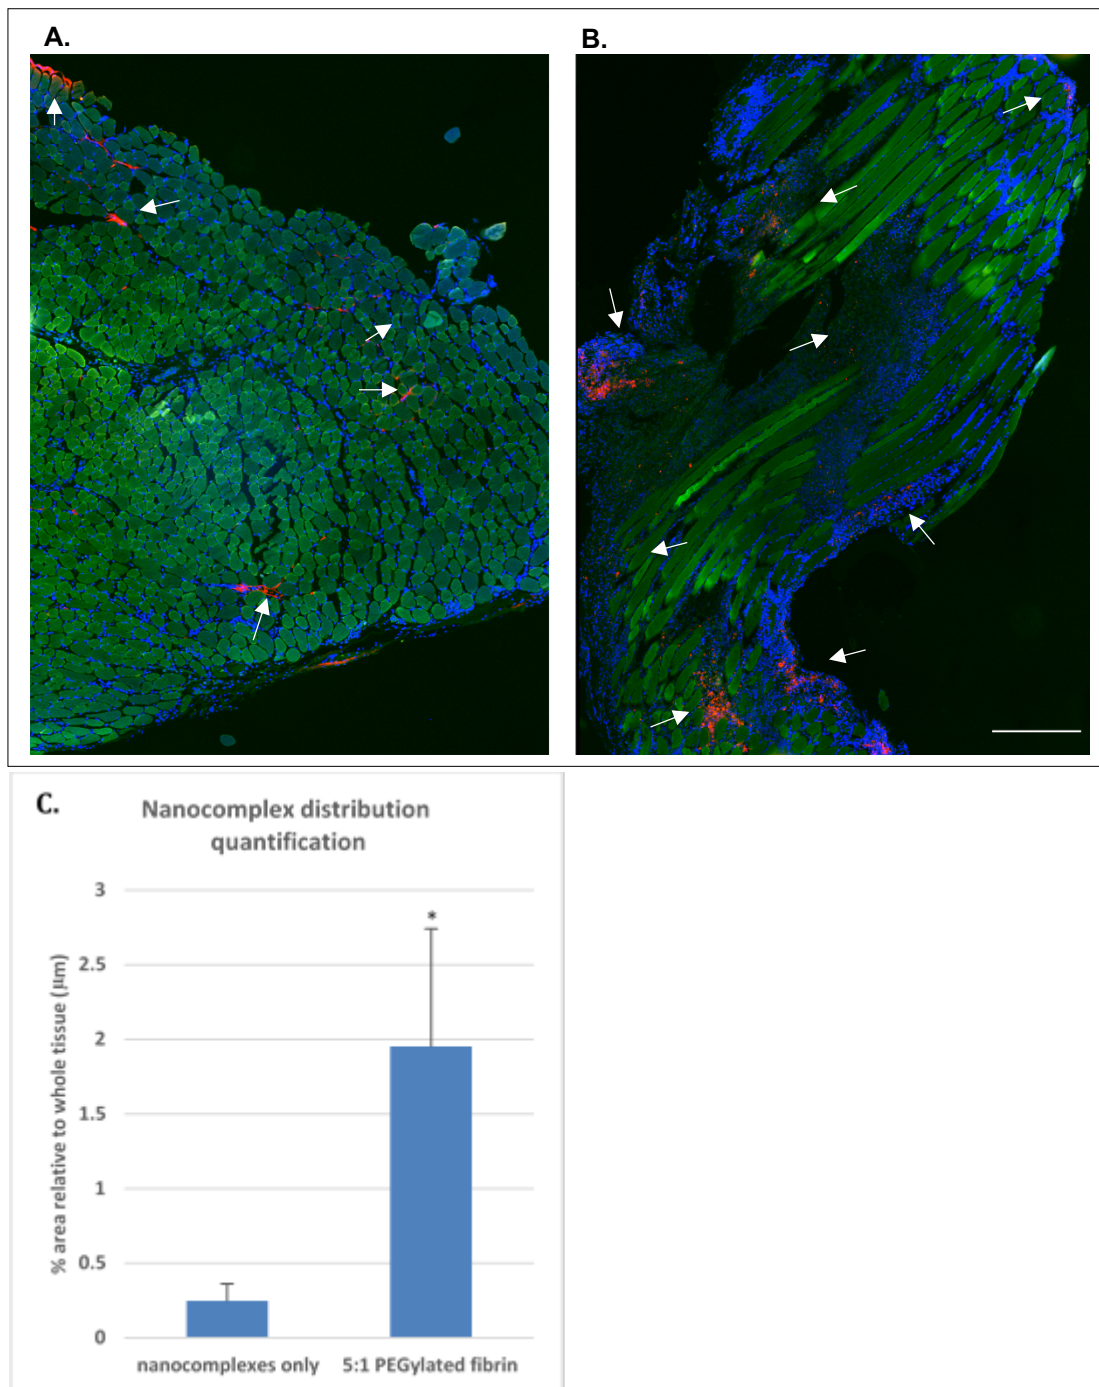 A.
B.
C.
Nanocomplex distribution
quantification
% area relative to whole tissue (μm)
3
2.5
2
1.5
1
0.5
0
*
nanocomplexes only
5:1 PEGylated fibrin